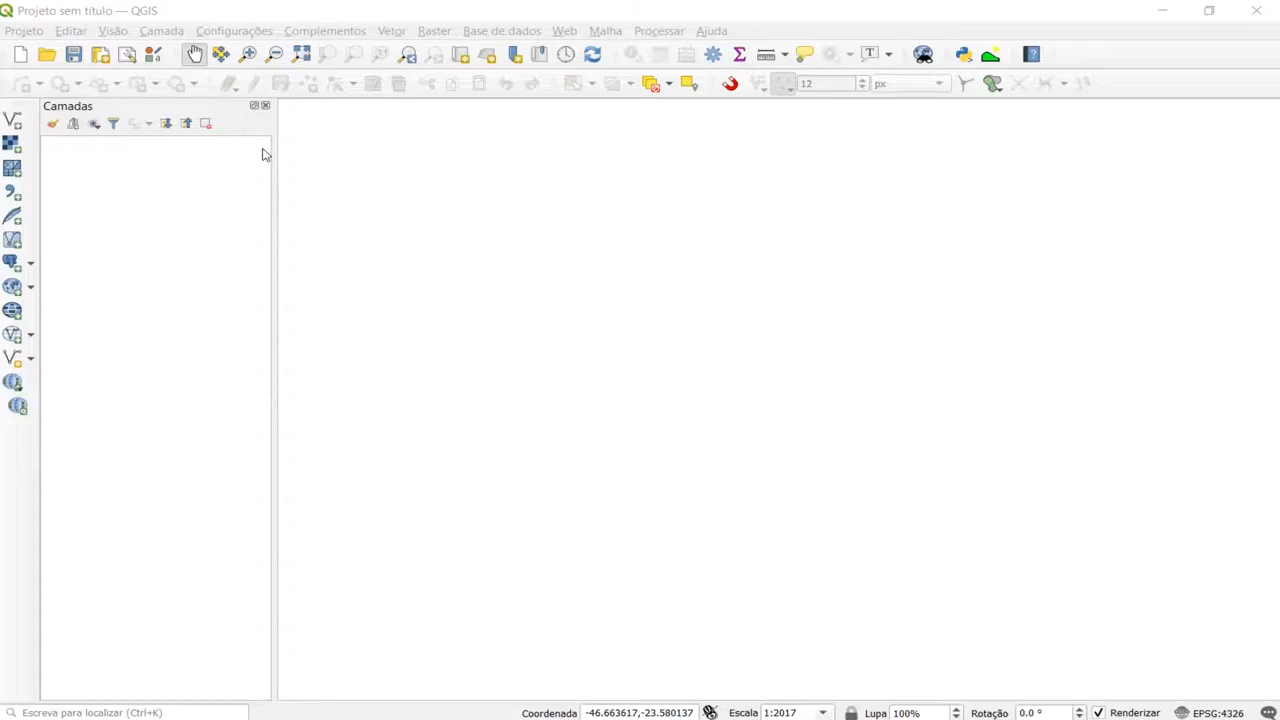 Projeto sem título — QGIS
Projeto Editar Visão Camada Configurações Complementos Vetor Raster Base de dados Web Malha Processar Ajuda
12 px
Camadas
Escreva para localizar (Ctrl+K) Coordenada -46.663617,-23.580137 Escala 1:2017 Lupa 100% Rotação 0.0 ° Renderizar EPSG:4326